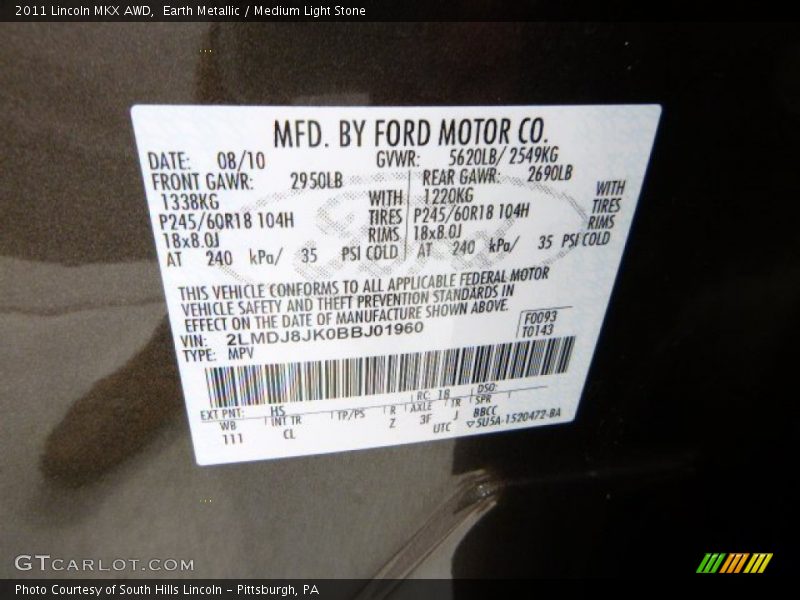 2011 Lincoln MKX AWD,  Earth Metallic / Medium Light Stone
MFD. BY FORD MOTOR CO.
DATE: 08/10 GVWR: 5620LB/ 2549KG
FRONT GAWR: 2950LB REAR GAWR: 2690LB
1338KG WITH 1220KG WITH
P245/60R18 104H TIRES P245/60R18 104H TIRES
18x8.0J RIMS 18x8.0J RIMS
AT 240 kPa/ 35 PSI COLD AT 240 kPa/ 35 PSI COLD
THIS VEHICLE CONFORMS TO ALL APPLICABLE FEDERAL MOTOR
VEHICLE SAFETY AND THEFT PREVENTION STANDARDS IN
EFFECT ON THE DATE OF MANUFACTURE SHOWN ABOVE.
VIN: 2LMDJ8JK0BBJ01960 F0093
TYPE: MPV T0143
RC: 18 DSO:
EXT PNT: HS
WB INT TR TP/PS R AXLE TR SPR
111 CL Z 3F J BBCC
UTC ▽5U5A-1520472-BA
GTCARLOT.COM
Photo Courtesy of South Hills Lincoln - Pittsburgh, PA